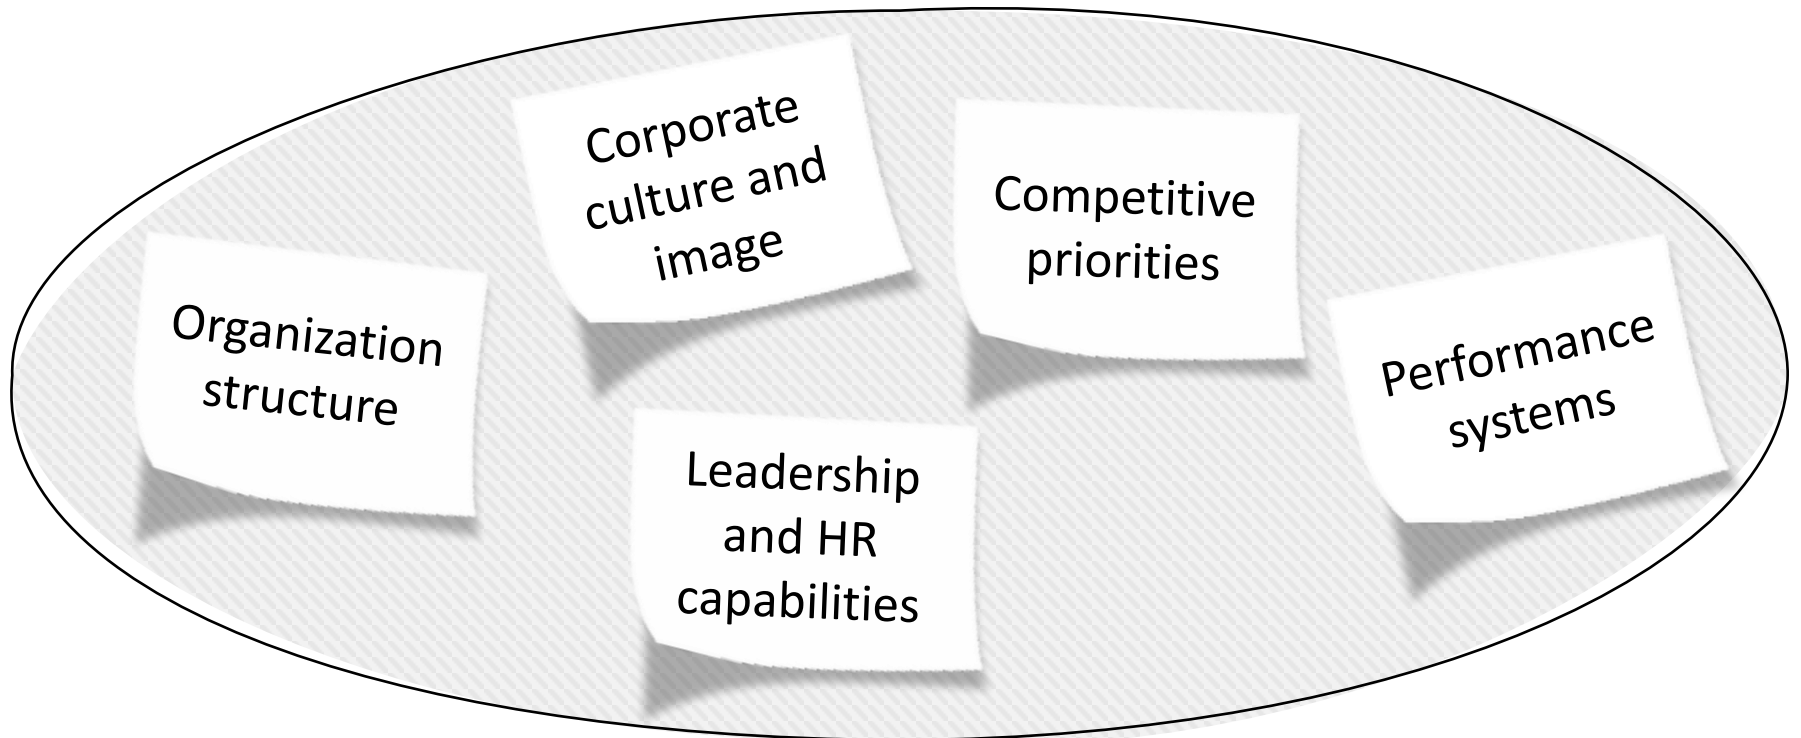 Organization
structure
Corporate
culture and
image
Competitive
priorities
Performance
systems
Leadership
and HR
capabilities